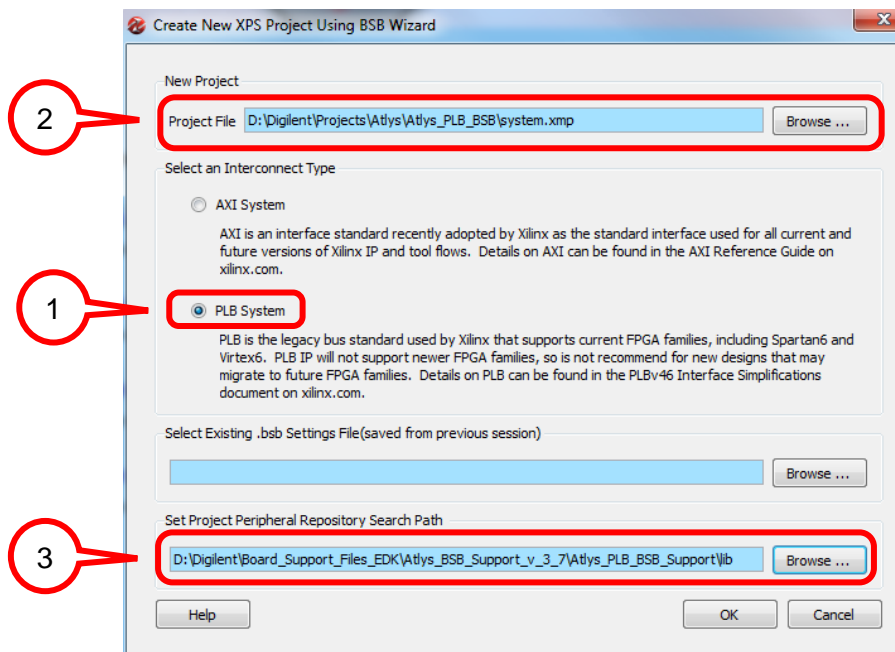 Create New XPS Project Using BSB Wizard
X
New Project
2
Project File D:\Digilent\Projects\Atlys\Atlys_PLB_BSB\system.xmp Browse ...
Select an Interconnect Type
AXI System
AXI is an interface standard recently adopted by Xilinx as the standard interface used for all current and
future versions of Xilinx IP and tool flows. Details on AXI can be found in the AXI Reference Guide on
xilinx.com.
1
PLB System
PLB is the legacy bus standard used by Xilinx that supports current FPGA families, including Spartan6 and
Virtex6. PLB IP will not support newer FPGA families, so is not recommend for new designs that may
migrate to future FPGA families. Details on PLB can be found in the PLBv46 Interface Simplifications
document on xilinx.com.
Select Existing .bsb Settings File(saved from previous session)
Browse ...
Set Project Peripheral Repository Search Path
3
D:\Digilent\Board_Support_Files_EDK\Atlys_BSB_Support_v_3_7\Atlys_PLB_BSB_Support\lib Browse ...
Help OK Cancel